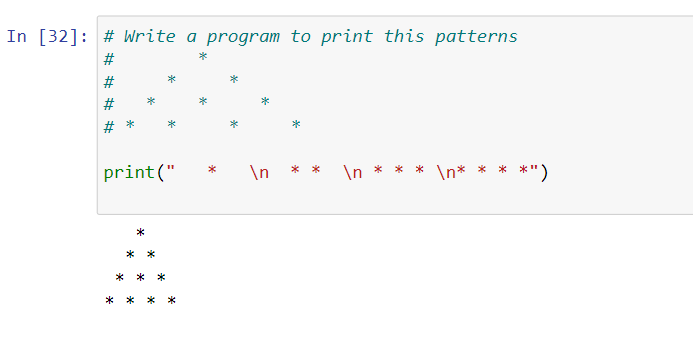 In [32]: # Write a program to print this patterns
#        *
#     *     *
#   *    *     *
# *   *     *     *
print("   *   \n  * *  \n * * * \n* * * *")
   *
  * *
 * * *
* * * *